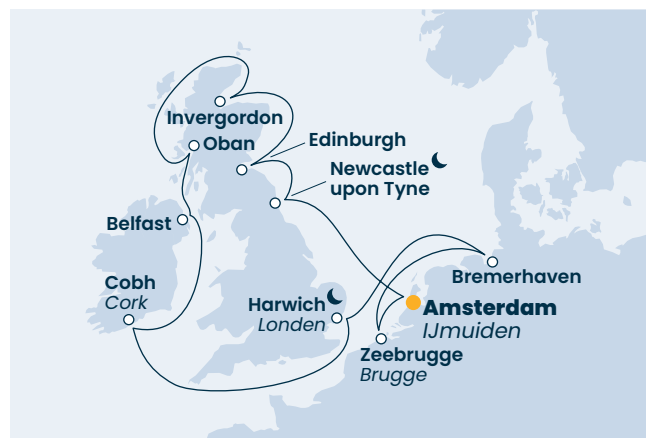 Invergordon
Oban
Edinburgh
Newcastle
upon Tyne
Belfast
Cobh
Cork
Harwich
Londen
Bremerhaven
Amsterdam
IJmuiden
Zeebrugge
Brugge